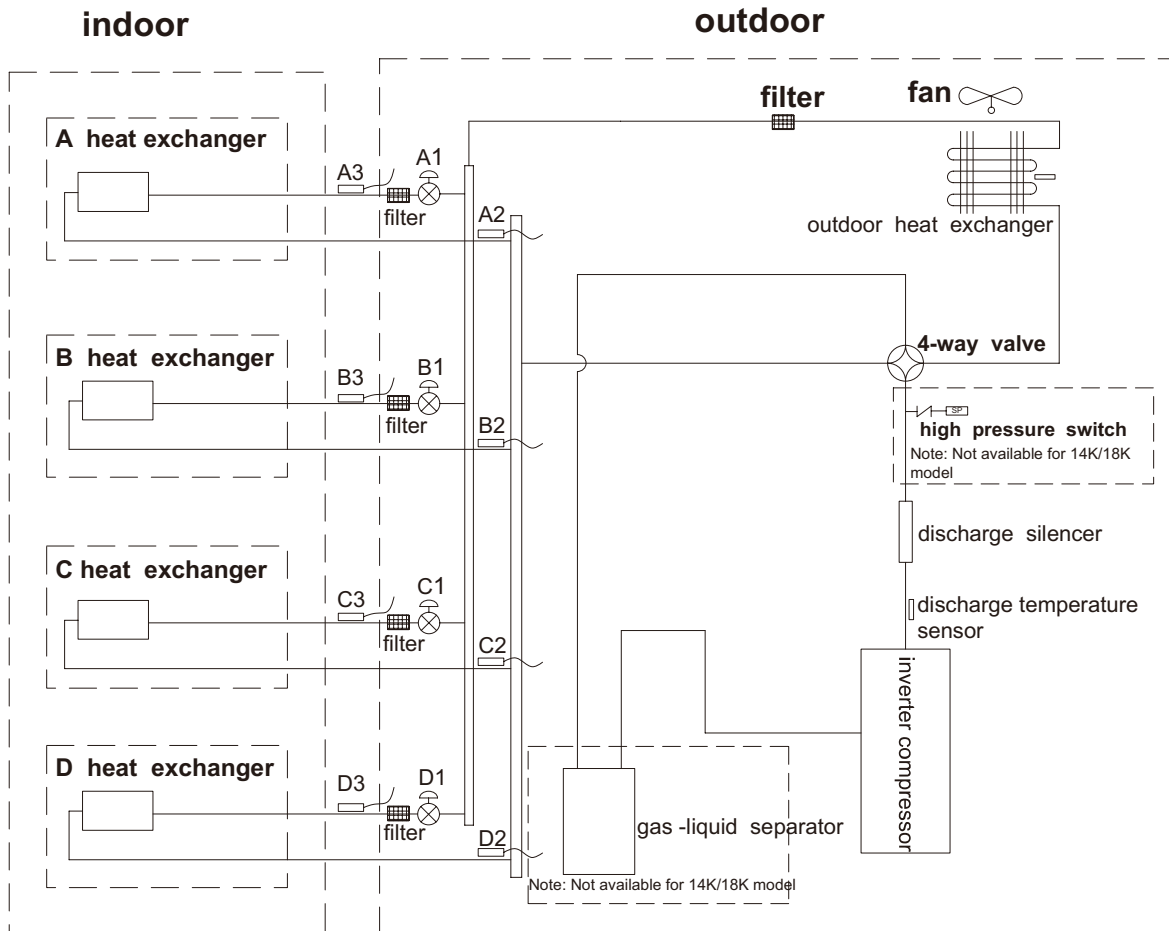 indoor
outdoor
filter
fan
A heat exchanger
A3
A1
filter
A2
outdoor heat exchanger
B heat exchanger
B3
B1
filter
B2
4-way valve
SP
high pressure switch
Note: Not available for 14K/18K
model
discharge silencer
C heat exchanger
C3
C1
filter
C2
discharge temperature
sensor
inverter compressor
D heat exchanger
D3
D1
filter
D2
gas -liquid separator
Note: Not available for 14K/18K model